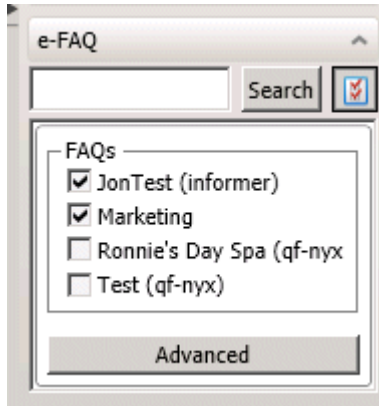 e-FAQ
Search
FAQs
JonTest (informer)
Marketing
Ronnie's Day Spa (qf-nyx
Test (qf-nyx)
Advanced